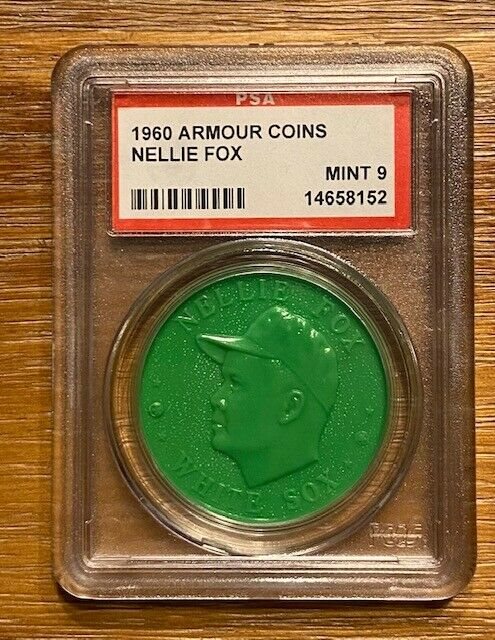 PSA
1960 ARMOUR COINS
NELLIE FOX
MINT 9
14658152
NELLIE FOX
WHITE SOX